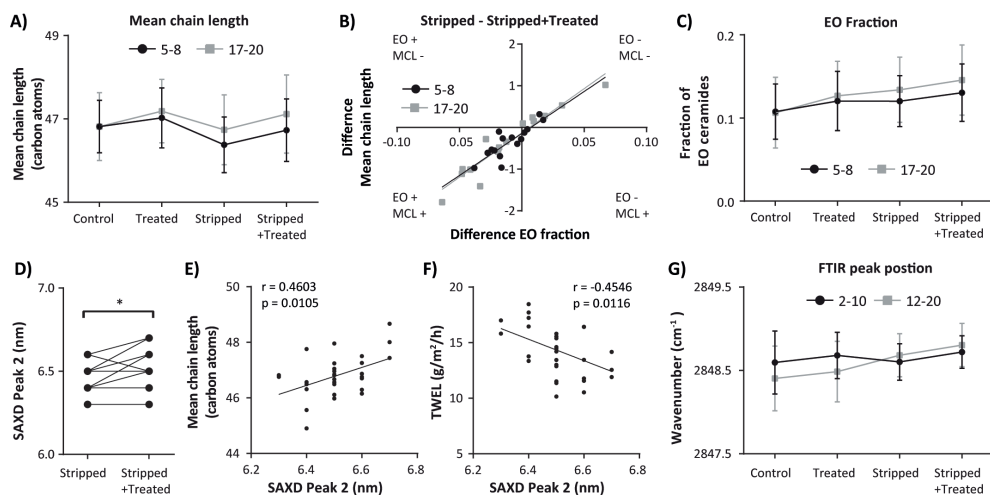 A)
Mean chain length
5-8
17-20
Mean chain length
(carbon atoms)
49
47
45
Control
Treated
Stripped
Stripped
+Treated
B)
Stripped - Stripped+Treated
EO +
MCL -
EO -
MCL -
5-8
17-20
Diffence
Mean chain length
2
1
-1
-2
-0.10
0.05
0.05
0.10
EO +
MCL +
EO -
MCL +
Difference EO fraction
C)
EO Fraction
Fraction of
EO ceramides
0.2
0.1
0.0
5-8
17-20
Control
Treated
Stripped
Stripped
+Treated
D)
SAXD Peak 2 (nm)
7.0
6.5
6.0
*
Stripped
Stripped
+Treated
E)
r = 0.4603
p = 0.0105
Mean chain length
(carbon atoms)
50
48
46
44
6.2
6.4
6.6
6.8
SAXD Peak 2 (nm)
F)
r = -0.4546
p = 0.0116
TWEL (g/m²/h)
20
15
10
5
6.2
6.4
6.6
6.8
SAXD Peak 2 (nm)
G)
FTIR peak postion
2-10
12-20
Wavenumber (cm⁻¹)
2849.5
2848.5
2847.5
Control
Treated
Stripped
Stripped
+Treated